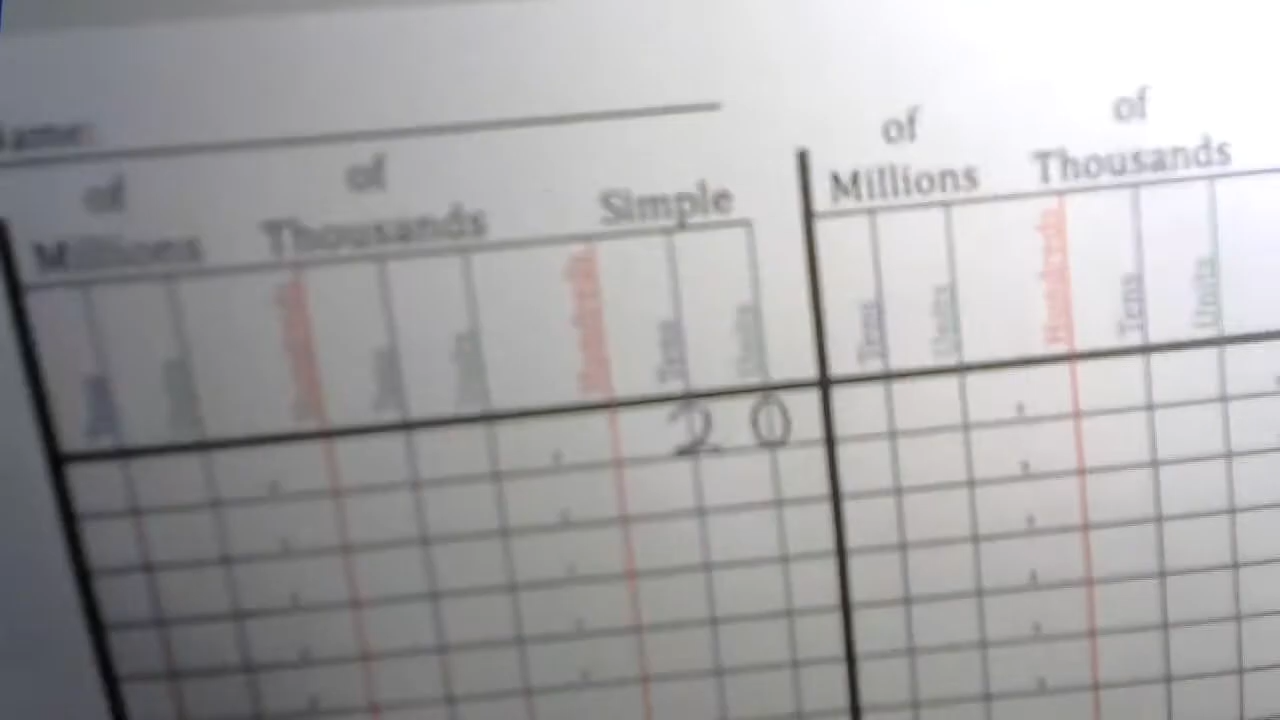 Name:
of of Simple
Millions Thousands
Hundreds Tens Units
2 0
of of
Millions Thousands
Tens Units Hundreds Tens Units